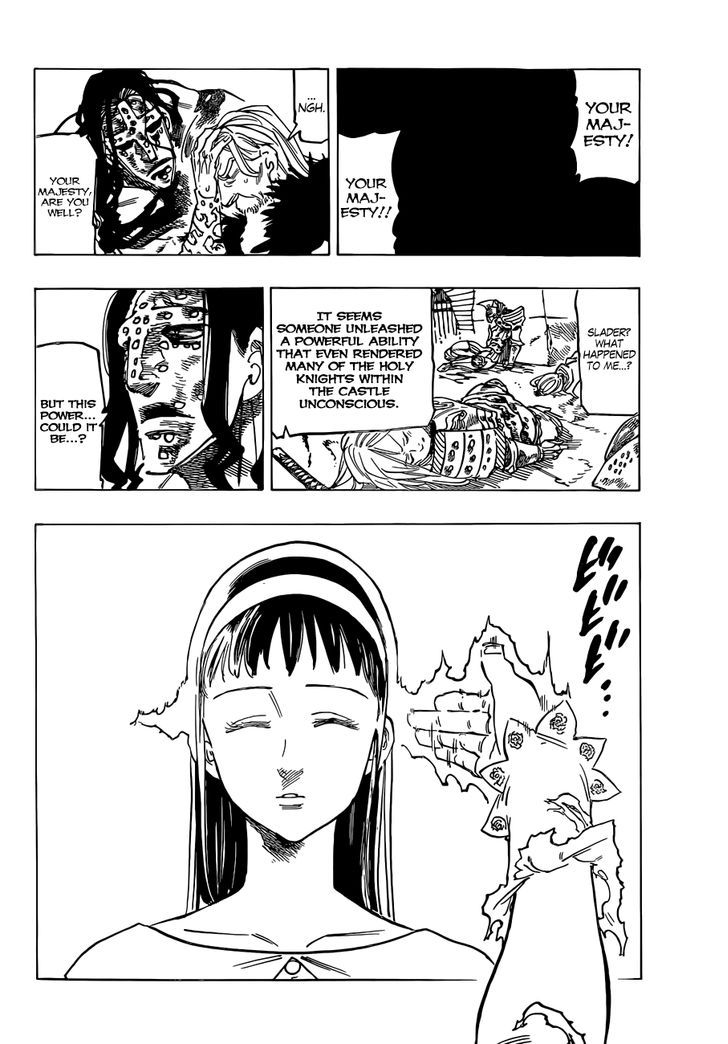 YOUR
MAJ-
ESTY!
YOUR
MAJ-
ESTY!!
...
NGH.
YOUR
MAJESTY,
ARE YOU
WELL?
SLADER?
WHAT
HAPPENED
TO ME...?
IT SEEMS
SOMEONE UNLEASHED
A POWERFUL ABILITY
THAT EVEN RENDERED
MANY OF THE HOLY
KNIGHTS WITHIN
THE CASTLE
UNCONSCIOUS.
BUT THIS
POWER...
COULD IT
BE...?
ビビビ...